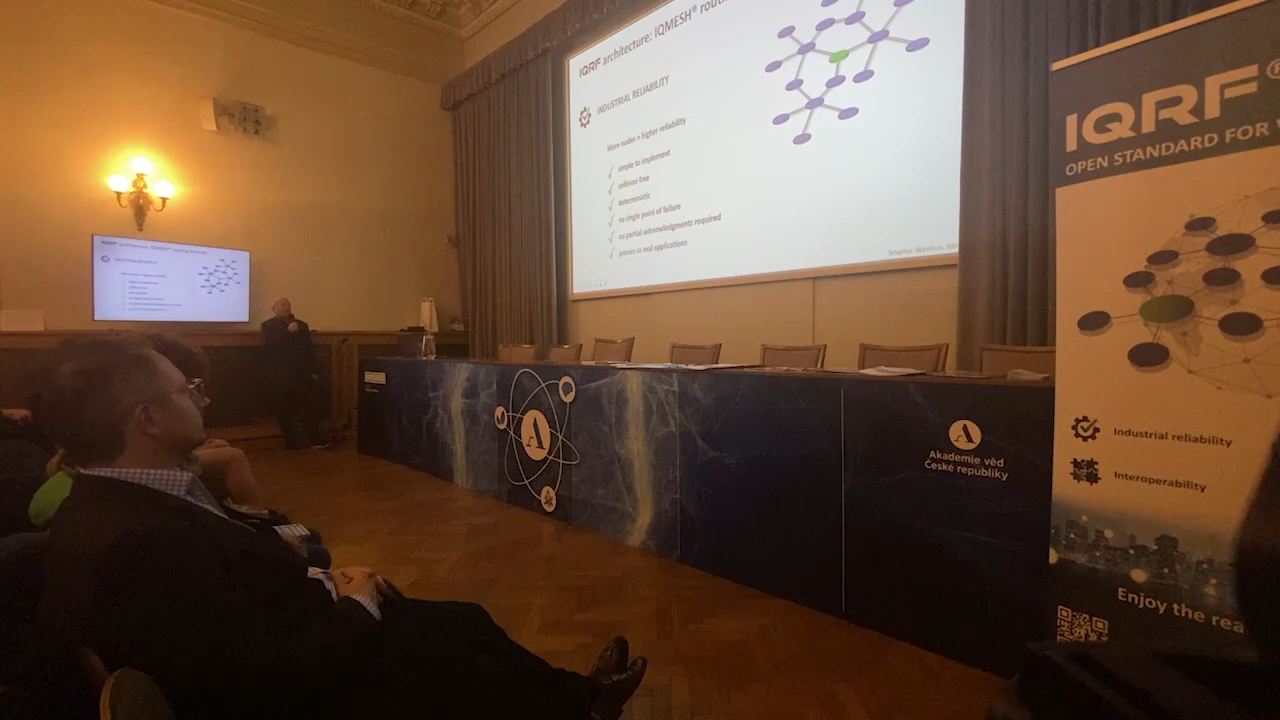 IQRF architecture: IQMESH® routi
INDUSTRIAL RELIABILITY
More nodes > higher reliability
simple to implement
collision free
deterministic
no single point of failure
no partial acknowledgments required
proven in real applications
Smarter Wireless.
INDUSTRIAL RELIABILITY
A
A
Akademie věd
České republiky
IQRF®
OPEN STANDARD FOR
Industrial reliability
Interoperability
Enjoy the rea